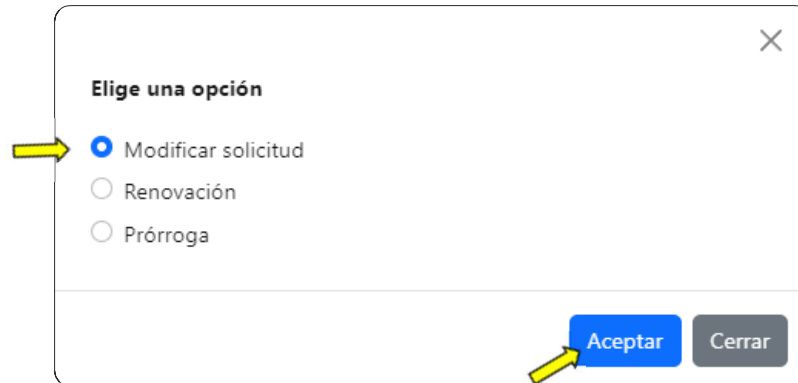 Elige una opción
Modificar solicitud
Renovación
Prórroga
Aceptar Cerrar